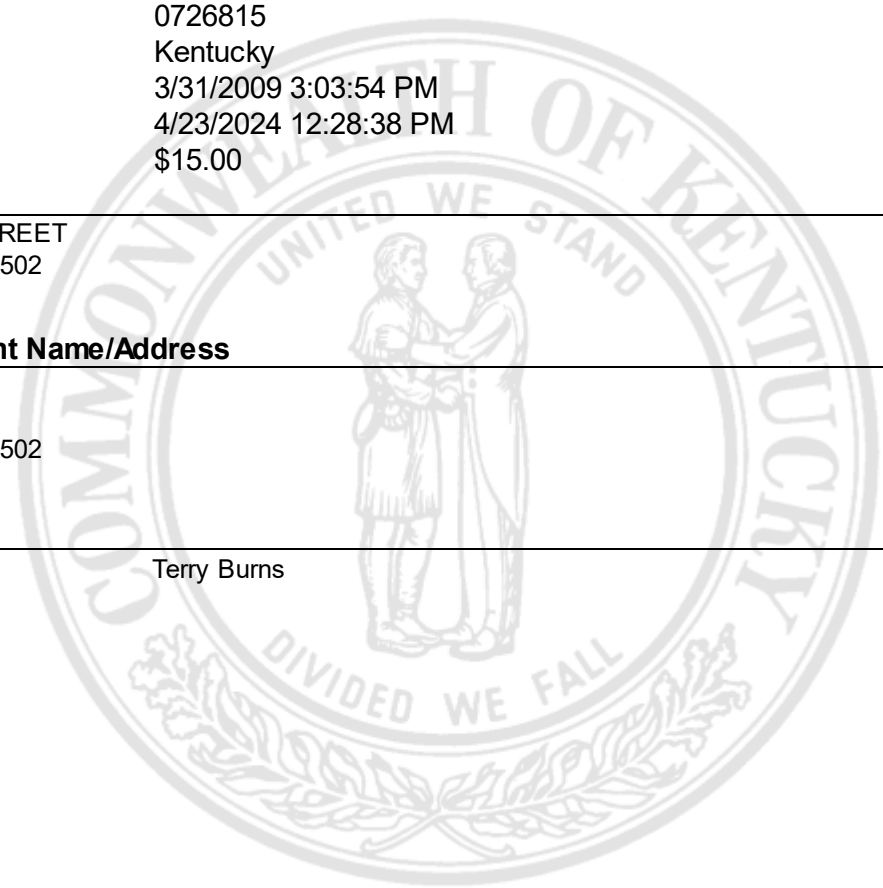 0726815
Kentucky
3/31/2009 3:03:54 PM
4/23/2024 12:28:38 PM
$15.00
REET
502
nt Name/Address
502
Terry Burns
COMMONWEALTH OF KENTUCKY
UNITED WE STAND
DIVIDED WE FALL